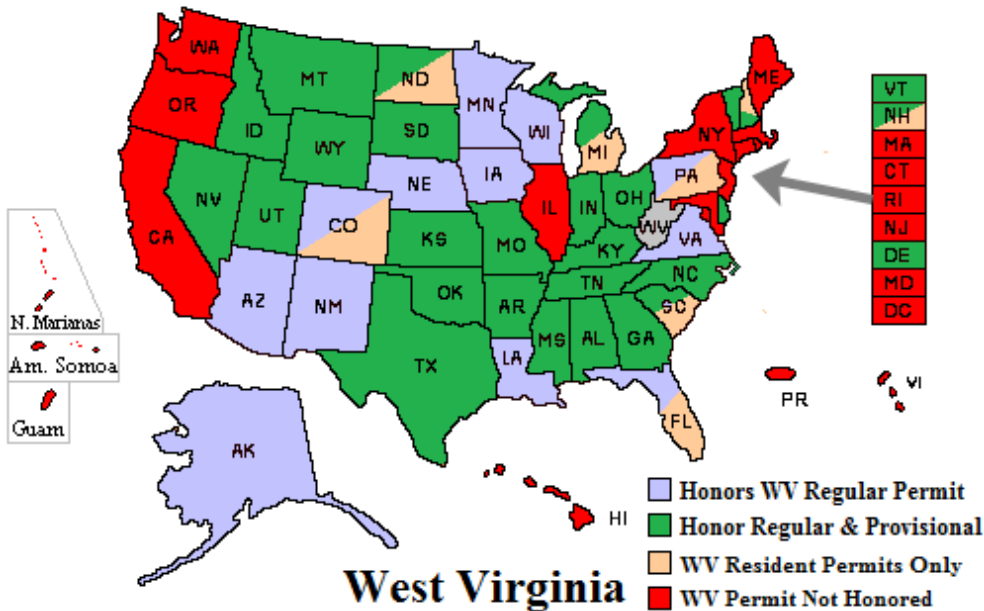 WA
MT
ND
MN
ME
OR
ID
SD
WI
NY
VT
NH
WY
MI
MA
CT
NE
IA
PA
RI
NV
OH
NJ
UT
CO
IL
IN
WV
DE
CA
KS
MO
KY
VA
MD
DC
AZ
NM
OK
AR
TN
NC
SC
MS
AL
GA
TX
LA
FL
N. Marianas
Am. Somoa
Guam
PR
VI
AK
HI
Honors WV Regular Permit
Honor Regular & Provisional
WV Resident Permits Only
WV Permit Not Honored
West Virginia